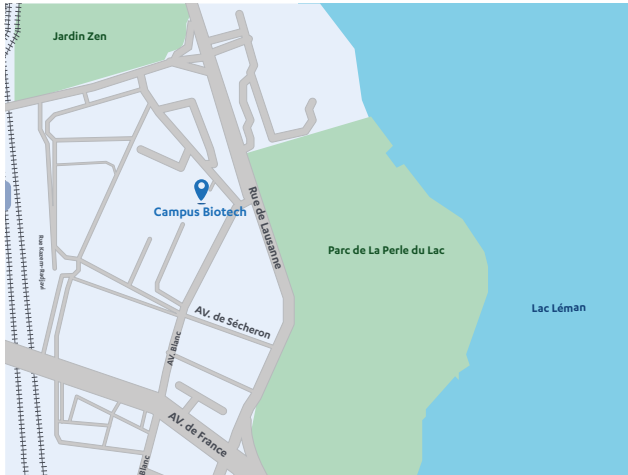 Jardin Zen
Campus Biotech
Rue de Lausanne
Rue Kazem-Radjavi
Parc de La Perle du Lac
Lac Léman
AV. de Sécheron
AV. Blanc
AV. de France
Blanc